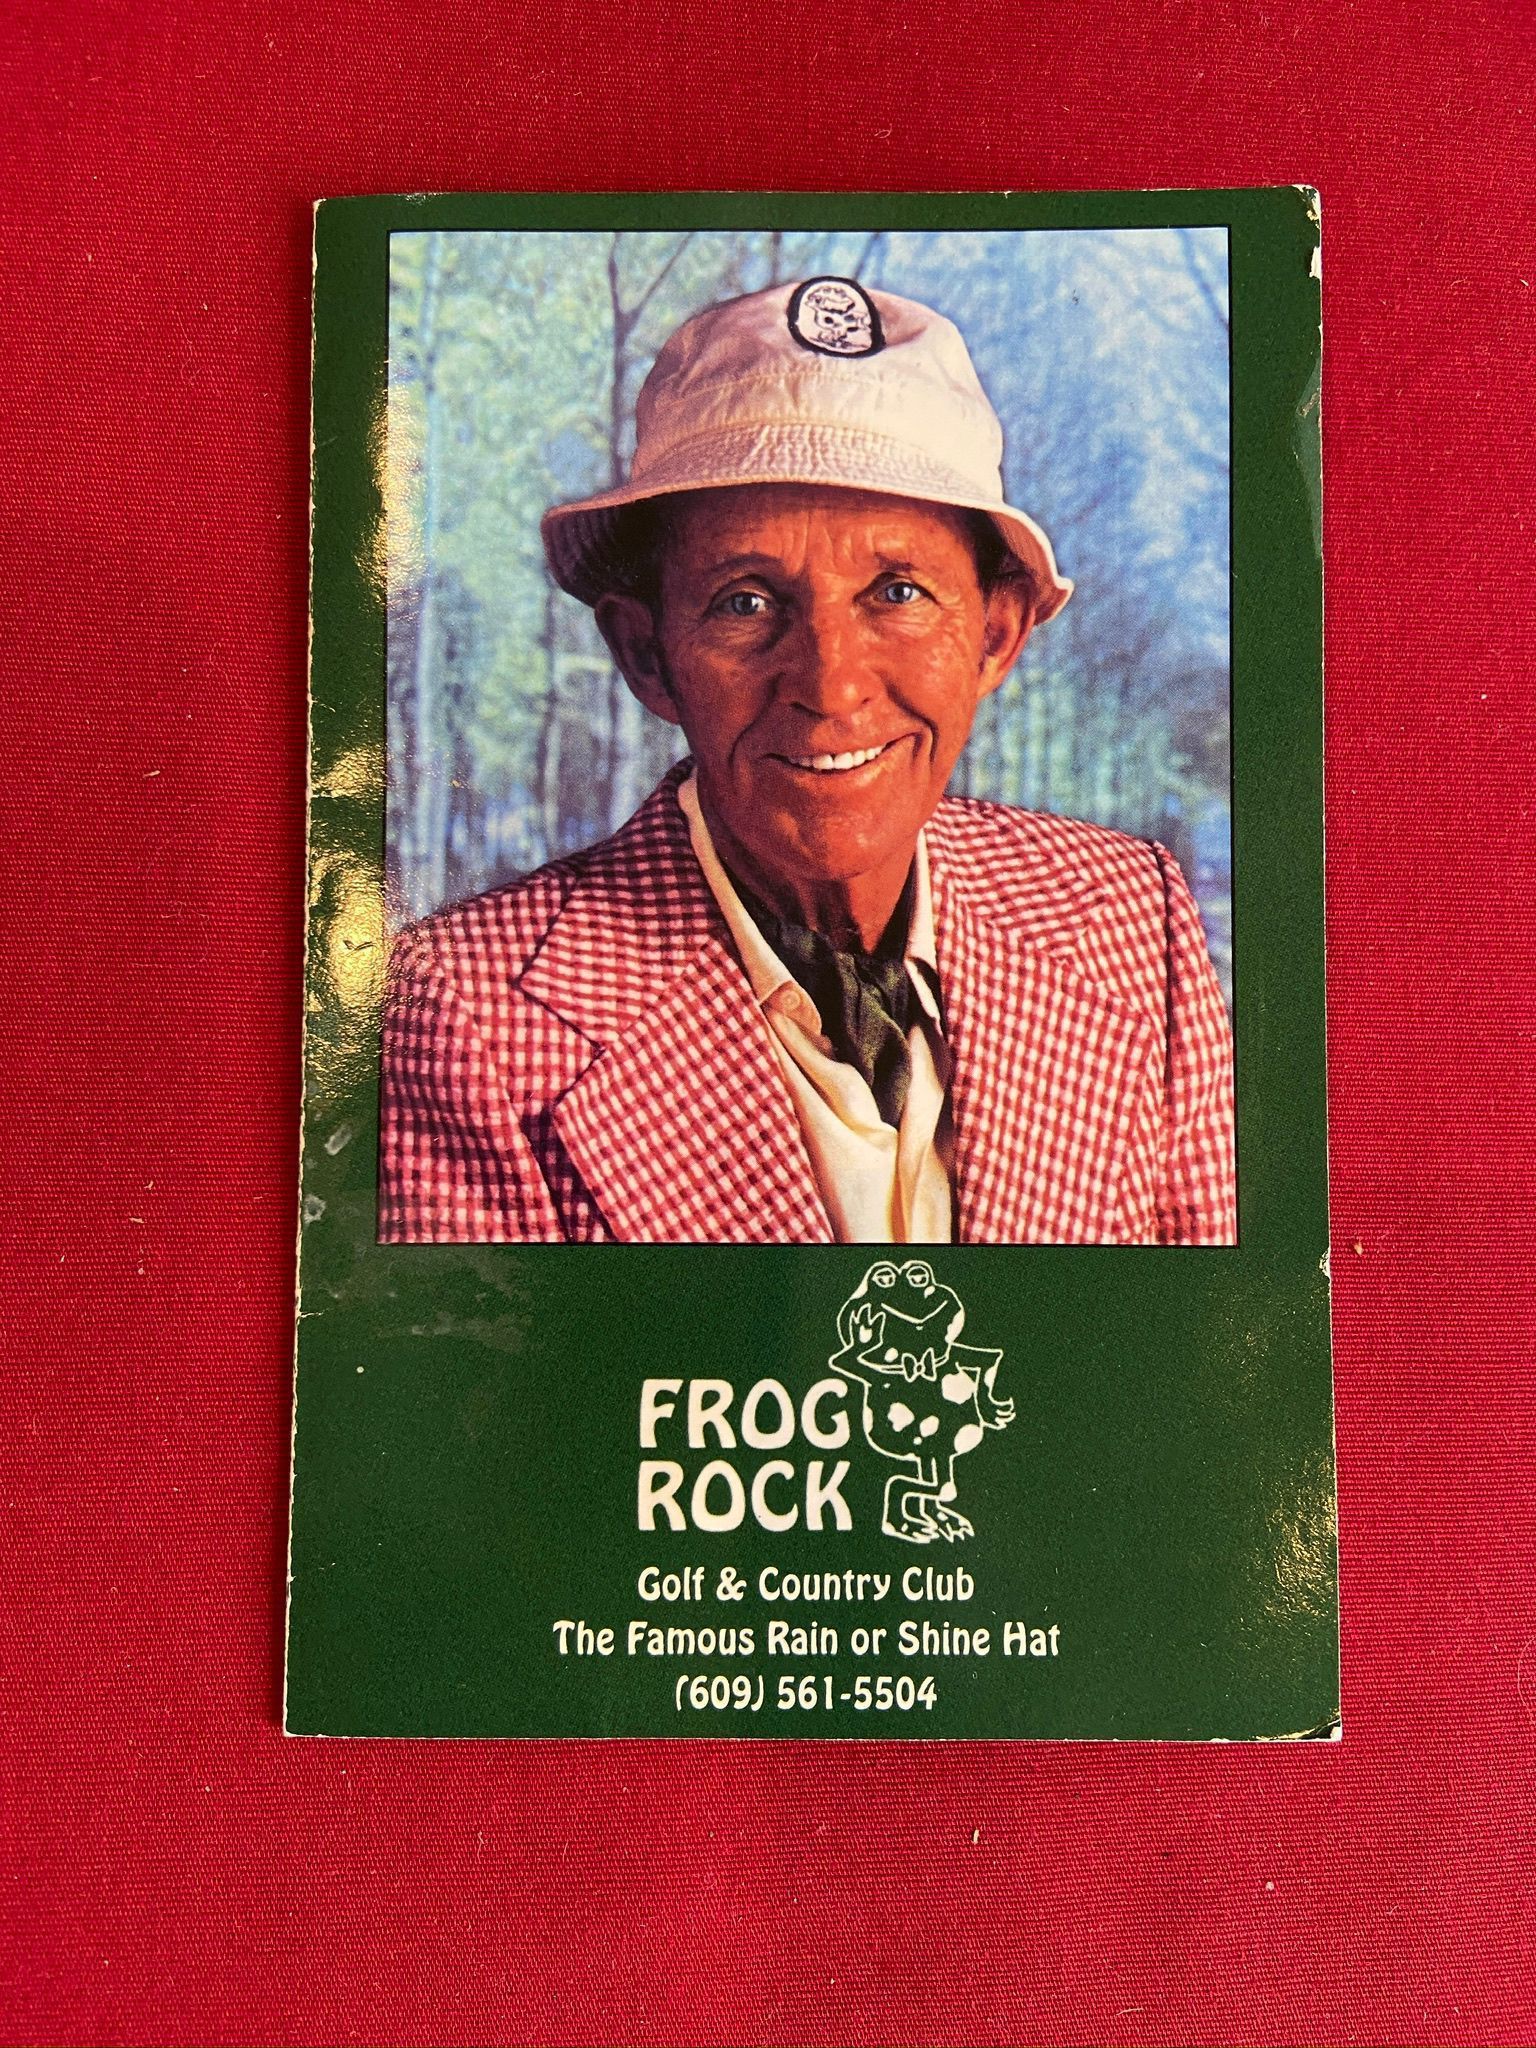 FROG
ROCK
Golf & Country Club
The Famous Rain or Shine Hat
(609) 561-5504